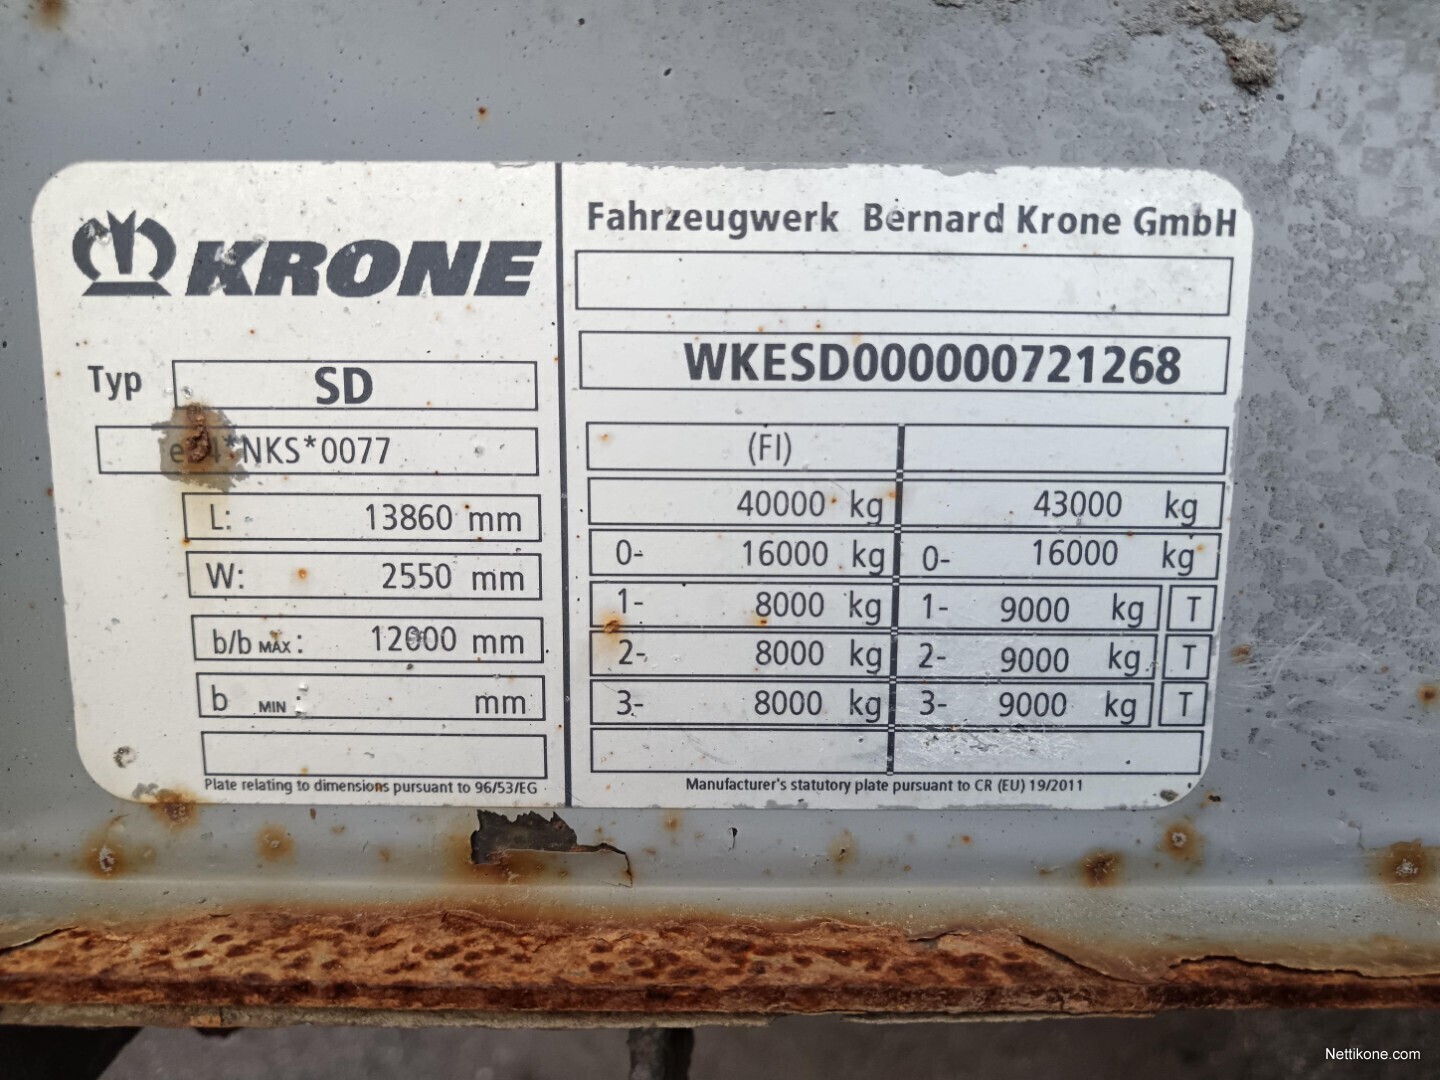 KRONE
Typ SD
NKS*0077
L: 13860 mm
W: 2550 mm
b/b MAX: 12000 mm
b MIN: mm
Plate relating to dimensions pursuant to 96/53/EG
Fahrzeugwerk Bernard Krone GmbH
WKESD000000721268
(FI)
40000 kg 43000 kg
0- 16000 kg 0- 16000 kg
1- 8000 kg 1- 9000 kg T
2- 8000 kg 2- 9000 kg T
3- 8000 kg 3- 9000 kg T
Manufacturer's statutory plate pursuant to CR (EU) 19/2011
Nettikone.com